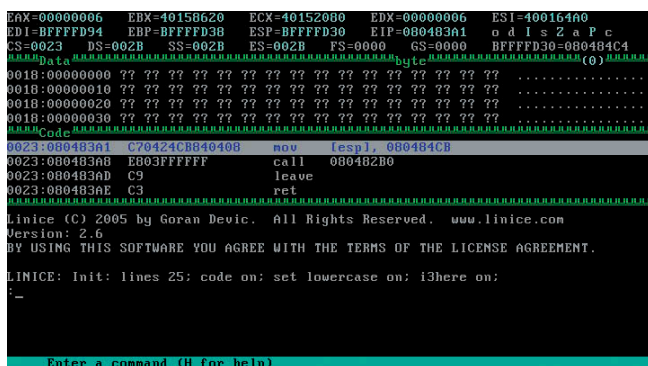 EAX=00000006 EBX=40158620 ECX=40152080 EDX=00000006 ESI=400164A0
EDI=BFFFFD94 EBP=BFFFFD38 ESP=BFFFFD30 EIP=080483A1 o d I s Z a P c
CS=0023 DS=002B SS=002B ES=002B FS=0000 GS=0000 BFFFFD30=080484C4
Data byte (0)
0018:00000000 ?? ?? ?? ?? ?? ?? ?? ?? ?? ?? ?? ?? ?? ?? ?? ?? ................
0018:00000010 ?? ?? ?? ?? ?? ?? ?? ?? ?? ?? ?? ?? ?? ?? ?? ?? ................
0018:00000020 ?? ?? ?? ?? ?? ?? ?? ?? ?? ?? ?? ?? ?? ?? ?? ?? ................
0018:00000030 ?? ?? ?? ?? ?? ?? ?? ?? ?? ?? ?? ?? ?? ?? ?? ?? ................
Code
0023:080483A1 C70424CB840408 mov [esp], 080484CB
0023:080483A8 E803FFFFFF call 080482B0
0023:080483AD C9 leave
0023:080483AE C3 ret
Linice (C) 2005 by Goran Devic. All Rights Reserved. www.linice.com
Version: 2.6
BY USING THIS SOFTWARE YOU AGREE WITH THE TERMS OF THE LICENSE AGREEMENT.
LINICE: Init: lines 25; code on; set lowercase on; i3here on;
:_
Enter a command (H for help)